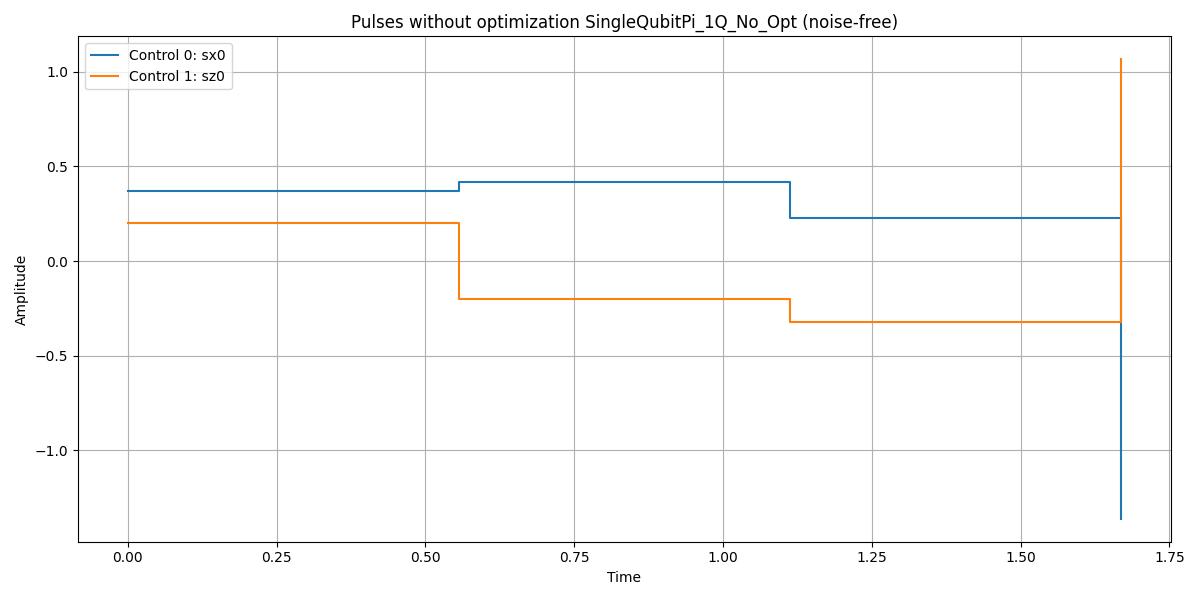 Pulses without optimization SingleQubitPi_1Q_No_Opt (noise-free)
Control 0: sx0
Control 1: sz0
Amplitude
1.0
0.5
0.0
−0.5
−1.0
0.00 0.25 0.50 0.75 1.00 1.25 1.50 1.75
Time